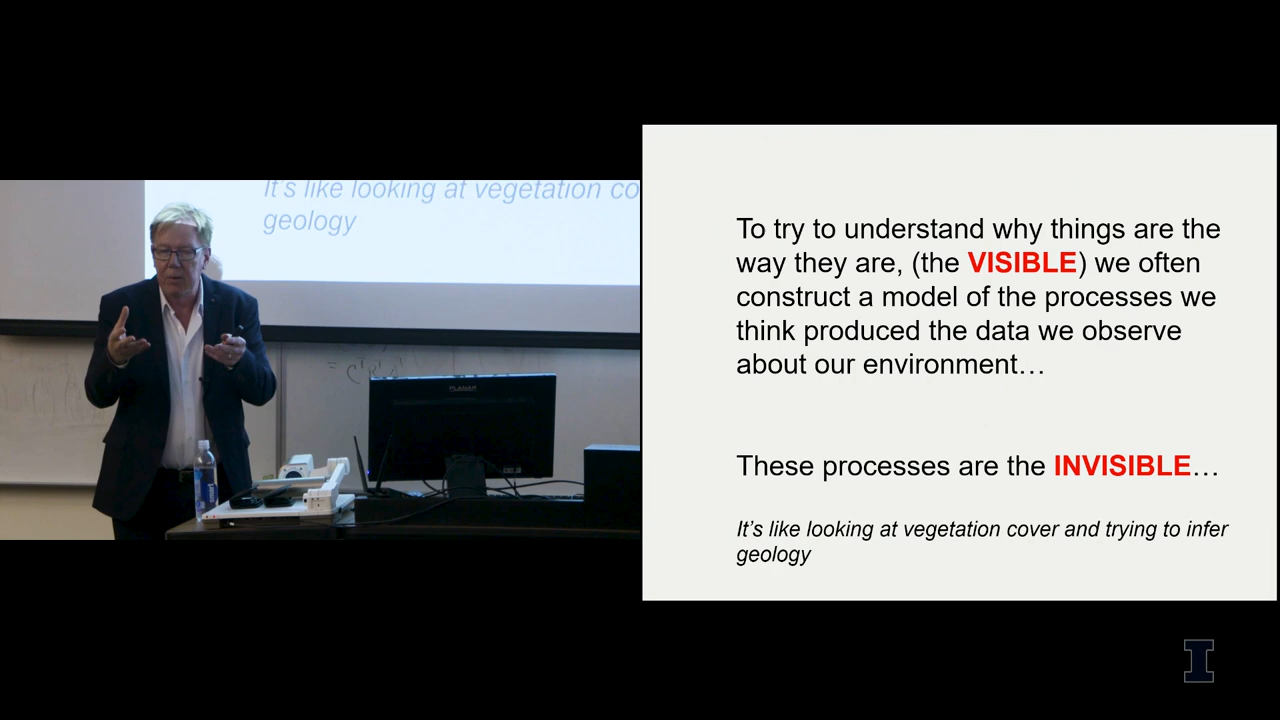 It's like looking at vegetation co
geology
PLANAR
To try to understand why things are the
way they are, (the VISIBLE) we often
construct a model of the processes we
think produced the data we observe
about our environment…
These processes are the INVISIBLE…
It's like looking at vegetation cover and trying to infer
geology